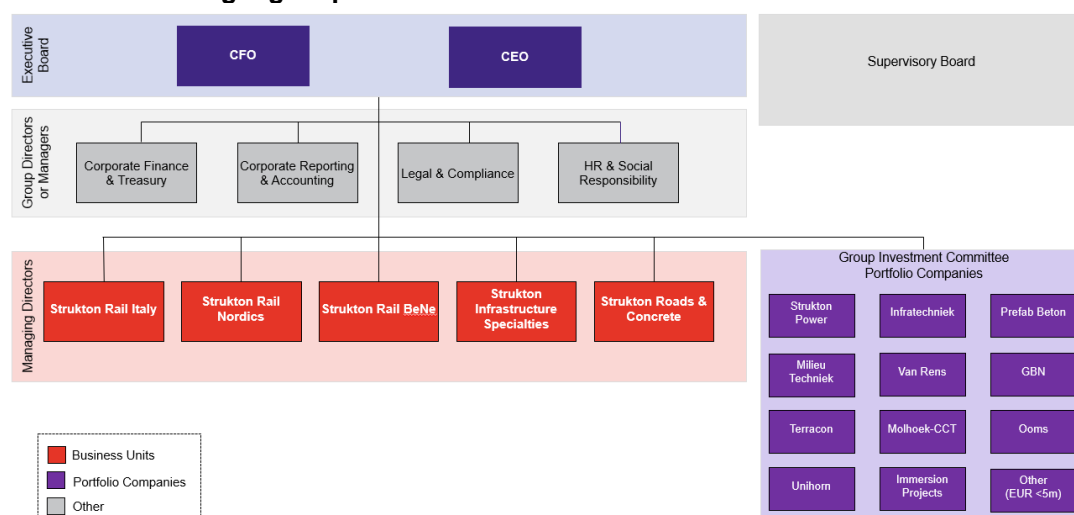 Executive
Board
CFO
CEO
Supervisory Board
Group Directors
or Managers
Corporate Finance
& Treasury
Corporate Reporting
& Accounting
Legal & Compliance
HR & Social
Responsibility
Managing Directors
Strukton Rail Italy
Strukton Rail
Nordics
Strukton Rail BeNe
Strukton
Infrastructure
Specialties
Strukton Roads &
Concrete
Group Investment Committee
Portfolio Companies
Strukton
Power
Infratechniek
Prefab Beton
Milieu
Techniek
Van Rens
GBN
Terracon
Molhoek-CCT
Ooms
Unihorn
Immersion
Projects
Other
(EUR <5m)
Business Units
Portfolio Companies
Other